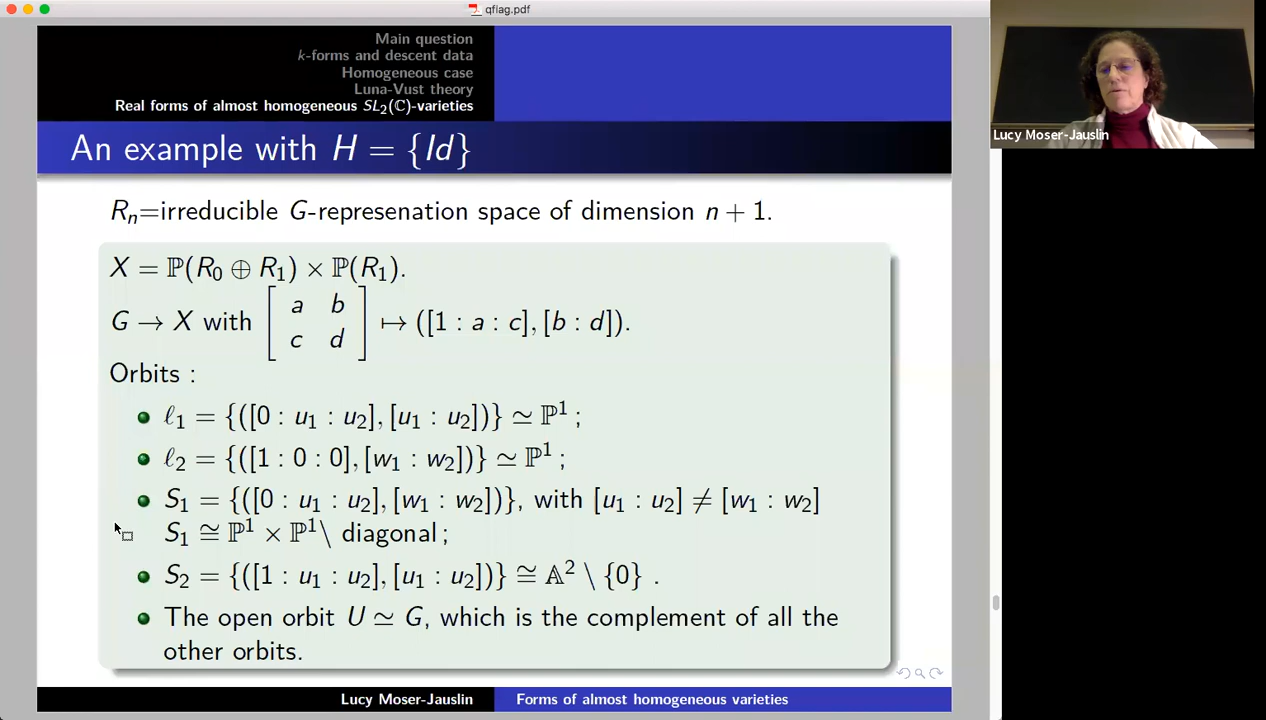 qflag.pdf
Main question
k-forms and descent data
Homogeneous case
Luna-Vust theory
Real forms of almost homogeneous SL₂(ℂ)-varieties
An example with H = {Id}
Rₙ=irreducible G-represenation space of dimension n + 1.
X = ℙ(R₀ ⊕ R₁) × ℙ(R₁).
G → X with [ a b ; c d ] ↦ ([1 : a : c], [b : d]).
Orbits :
ℓ₁ = {([0 : u₁ : u₂], [u₁ : u₂])} ≃ ℙ¹ ;
ℓ₂ = {([1 : 0 : 0], [w₁ : w₂])} ≃ ℙ¹ ;
S₁ = {([0 : u₁ : u₂], [w₁ : w₂])}, with [u₁ : u₂] ≠ [w₁ : w₂]
S₁ ≅ ℙ¹ × ℙ¹\ diagonal ;
S₂ = {([1 : u₁ : u₂], [u₁ : u₂])} ≅ 𝔸² \ {0} .
The open orbit U ≃ G, which is the complement of all the
other orbits.
Lucy Moser-Jauslin Forms of almost homogeneous varieties
Lucy Moser-Jauslin